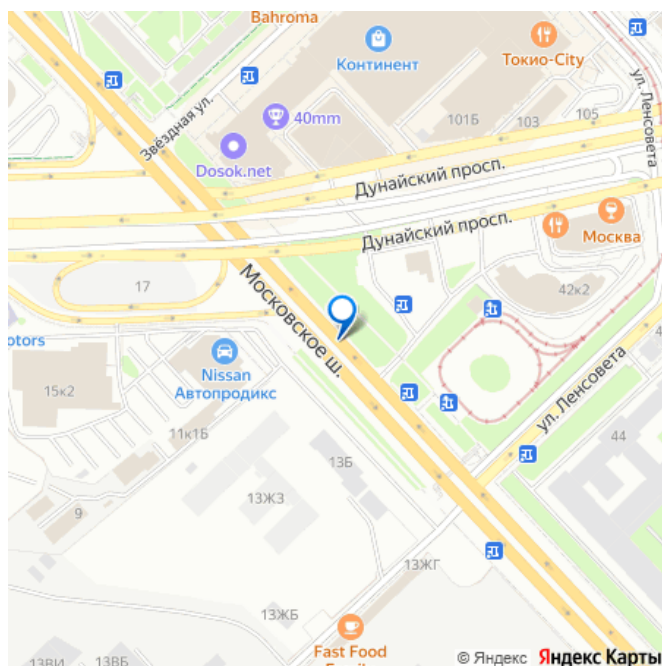 Bahroma
Континент
Токио-City
Звёздная ул.
40mm
101Б
103
105
ул. Ленсовета
Dosok.net
Дунайский просп.
Дунайский просп.
Москва
17
42к2
Московское ш.
otors
Nissan
Автопродикс
15к2
ул. Ленсовета
11к1Б
44
13Б
13ЖЗ
9
13ЖГ
13ЖБ
Fast Food
13ВИ
13ВБ
© Яндекс Яндекс Карты